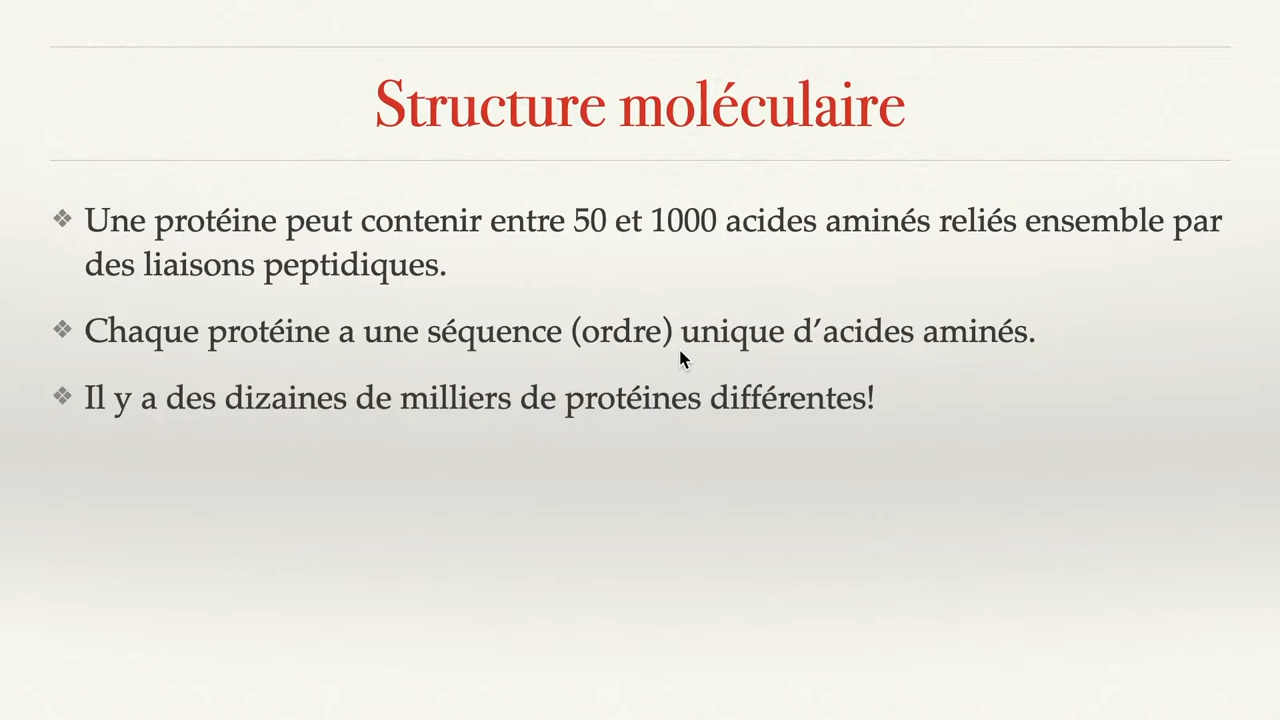 Structure moléculaire
❖ Une protéine peut contenir entre 50 et 1000 acides aminés reliés ensemble par
des liaisons peptidiques.
❖ Chaque protéine a une séquence (ordre) unique d’acides aminés.
❖ Il y a des dizaines de milliers de protéines différentes!